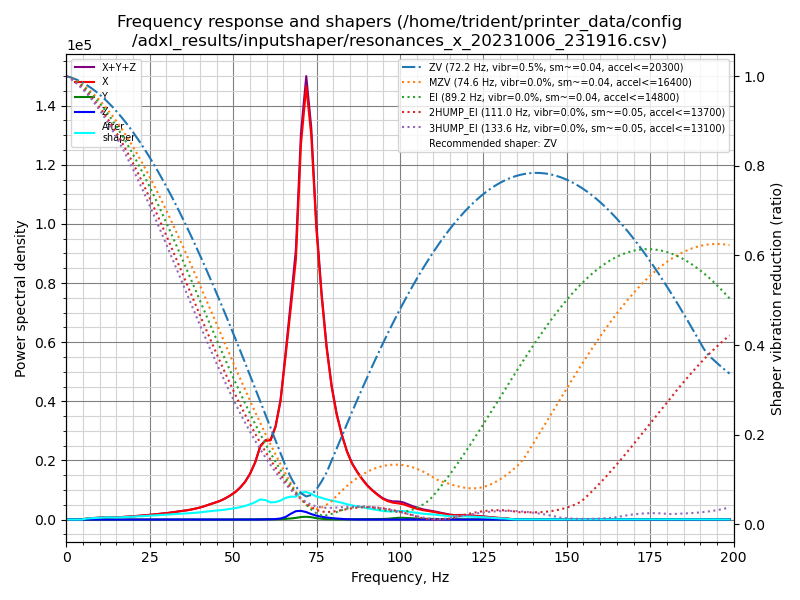 Frequency response and shapers (/home/trident/printer_data/config
/adxl_results/inputshaper/resonances_x_20231006_231916.csv)
1e5
X+Y+Z
X
Y
After
shaper
ZV (72.2 Hz, vibr=0.5%, sm~=0.04, accel<=20300)
MZV (74.6 Hz, vibr=0.0%, sm~=0.04, accel<=16400)
EI (89.2 Hz, vibr=0.0%, sm~=0.04, accel<=14800)
2HUMP_EI (111.0 Hz, vibr=0.0%, sm~=0.05, accel<=13700)
3HUMP_EI (133.6 Hz, vibr=0.0%, sm~=0.05, accel<=13100)
Recommended shaper: ZV
Power spectral density
1.4
1.2
1.0
0.8
0.6
0.4
0.2
0.0
1.0
0.8
0.6
0.4
0.2
0.0
Shaper vibration reduction (ratio)
0 25 50 75 100 125 150 175 200
Frequency, Hz